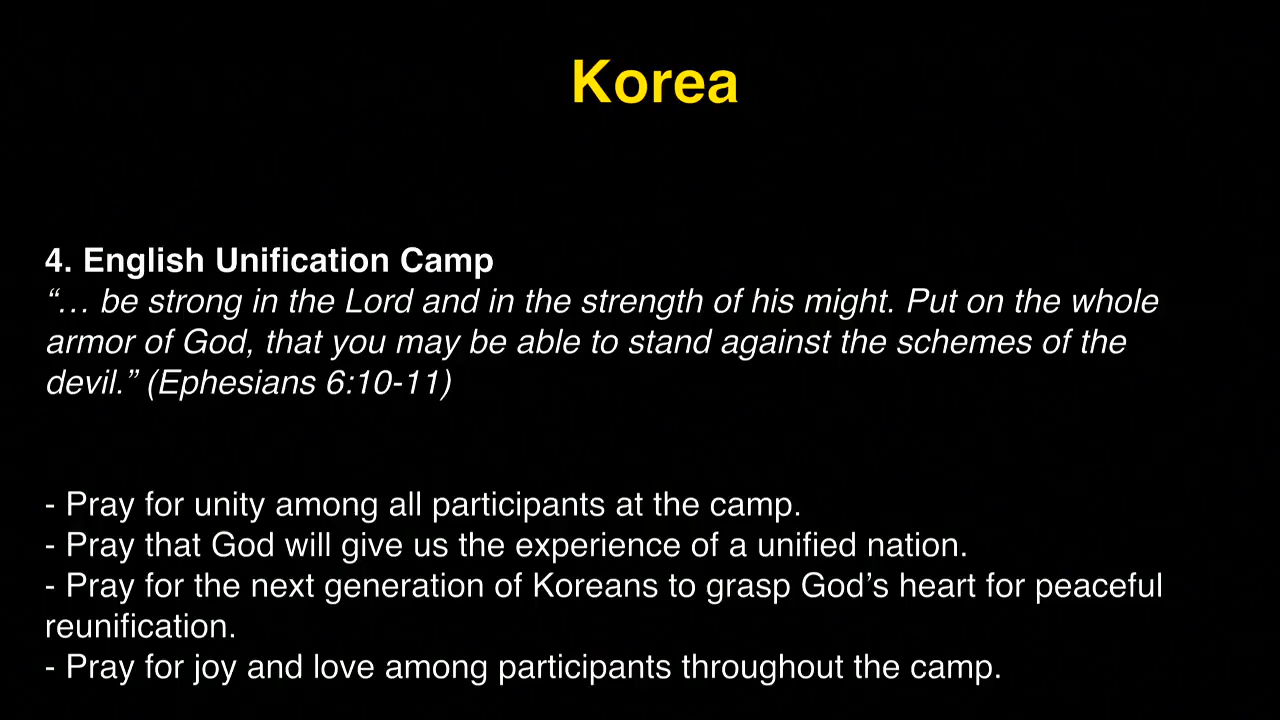 Korea
4. English Unification Camp
“… be strong in the Lord and in the strength of his might. Put on the whole
armor of God, that you may be able to stand against the schemes of the
devil.” (Ephesians 6:10-11)
- Pray for unity among all participants at the camp.
- Pray that God will give us the experience of a unified nation.
- Pray for the next generation of Koreans to grasp God’s heart for peaceful
reunification.
- Pray for joy and love among participants throughout the camp.